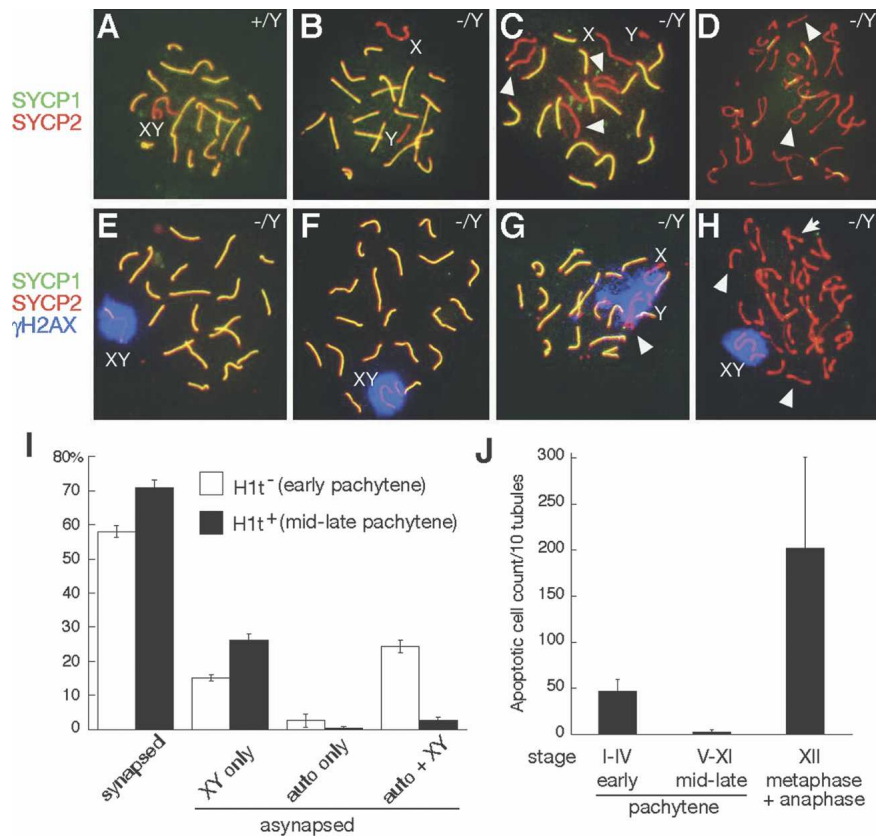 A +/Y
B -/Y
C -/Y
D -/Y
SYCP1
SYCP2
XY
X
Y
X
Y
E -/Y
F -/Y
G -/Y
H -/Y
SYCP1
SYCP2
γH2AX
XY
XY
X
Y
XY
I
80%
70
60
50
40
30
20
10
0
H1t⁻ (early pachytene)
H1t⁺ (mid-late pachytene)
synapsed
XY only
auto only
auto + XY
asynapsed
J
Apoptotic cell count/10 tubules
300
250
200
150
100
50
0
stage I-IV V-XI XII
early mid-late metaphase
pachytene + anaphase